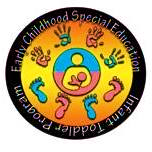 Early Childhood Special Education
Infant Toddler Program